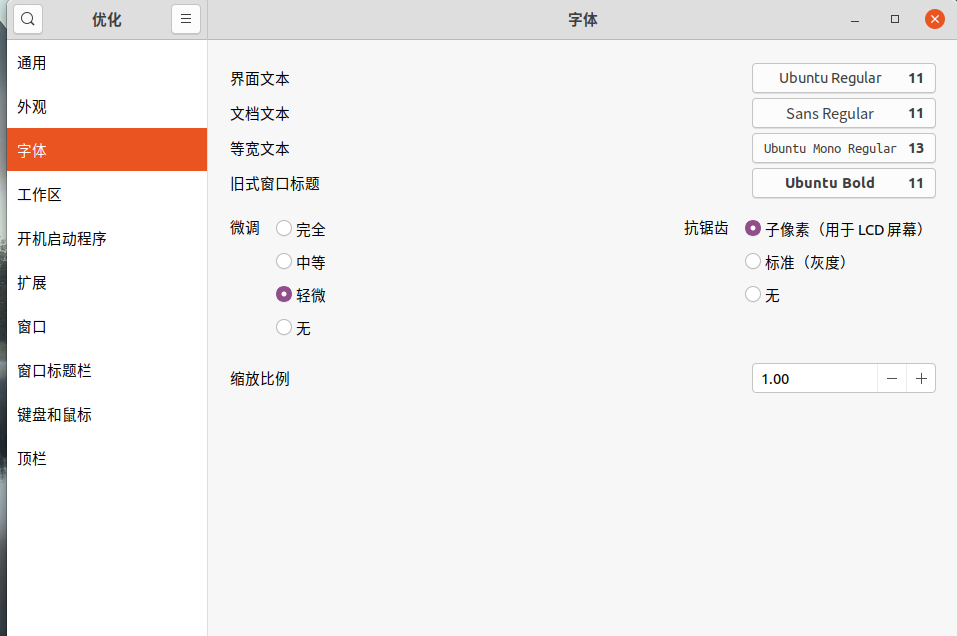 优化
字体
通用
外观
字体
工作区
开机启动程序
扩展
窗口
窗口标题栏
键盘和鼠标
顶栏
界面文本 Ubuntu Regular 11
文档文本 Sans Regular 11
等宽文本 Ubuntu Mono Regular 13
旧式窗口标题 Ubuntu Bold 11
微调 完全 抗锯齿 子像素（用于 LCD 屏幕）
中等 标准（灰度）
轻微 无
无
缩放比例 1.00